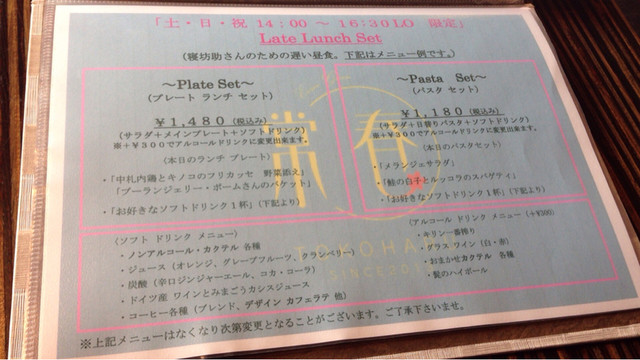 「土・日・祝 14:00 ～ 16:30LO 限定」
Late Lunch Set
(寝坊助さんのための遅い昼食。下記はメニュー例です。)
～Plate Set～
(プレート ランチ セット)
￥1,480 (税込み)
(サラダ+メインプレート+ソフトドリンク)
※+￥300でアルコールドリンクに変更出来ます。
〈本日のランチ プレート〉
・「中札内鶏とキノコのフリカッセ 野菜添え」
「ブーランジェリー・ボームさんのバケット」
・「お好きなソフトドリンク1杯」(下記より)
～Pasta Set～
(パスタ セット)
￥1,180 (税込み)
(サラダ+日替りパスタ+ソフトドリンク)
※+￥300でアルコールドリンクに変更出来ます。
〈本日のパスタセット〉
・「メランジェサラダ」
・「鮭の白子とルッコラのスパゲティ」
・「お好きなソフトドリンク1杯」(下記より)
常春
TOKOHA
SINCE20
〈ソフト ドリンク メニュー〉
・ノンアルコール・カクテル 各種
・ジュース (オレンジ、グレープフルーツ、クランベリー)
・炭酸 (辛口ジンジャーエール、コカ・コーラ)
・ドイツ産 ワインとみまごうカシスジュース
・コーヒー各種 (ブレンド、デザイン カフェラテ 他)
〈アルコール ドリンク メニュー (+¥300)
・キリン一番搾り
・グラス ワイン (白・赤)
・おまかせカクテル 各種
・髭のハイボール
※上記メニューはなくなり次第変更となることがございます。ご了承下さいませ。